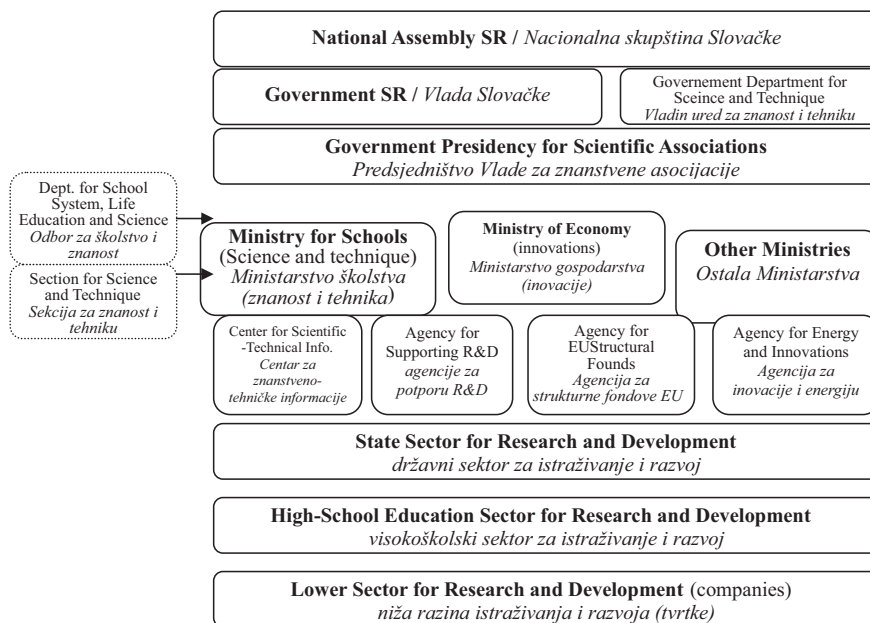 National Assembly SR / Nacionalna skupština Slovačke
Government SR / Vlada Slovačke
Governement Department for
Sceince and Technique
Vladin ured za znanost i tehniku
Government Presidency for Scientific Associations
Predsjedništvo Vlade za znanstvene asocijacije
Dept. for School
System, Life
Education and Science
Odbor za školstvo i
znanost
Section for Science
and Technique
Sekcija za znanost i
tehniku
Ministry for Schools
(Science and technique)
Ministarstvo školstva
(znanost i tehnika)
Ministry of Economy
(innovations)
Ministarstvo gospodarstva
(inovacije)
Other Ministries
Ostala Ministarstva
Center for Scientific
-Technical Info.
Centar za
znanstveno-
tehničke informacije
Agency for
Supporting R&D
agencije za
potporu R&D
Agency for
EUStructural
Founds
Agencija za
strukturne fondove EU
Agency for Energy
and Innovations
Agencija za
inovacije i energiju
State Sector for Research and Development
državni sektor za istraživanje i razvoj
High-School Education Sector for Research and Development
visokoškolski sektor za istraživanje i razvoj
Lower Sector for Research and Development (companies)
niža razina istraživanja i razvoja (tvrtke)